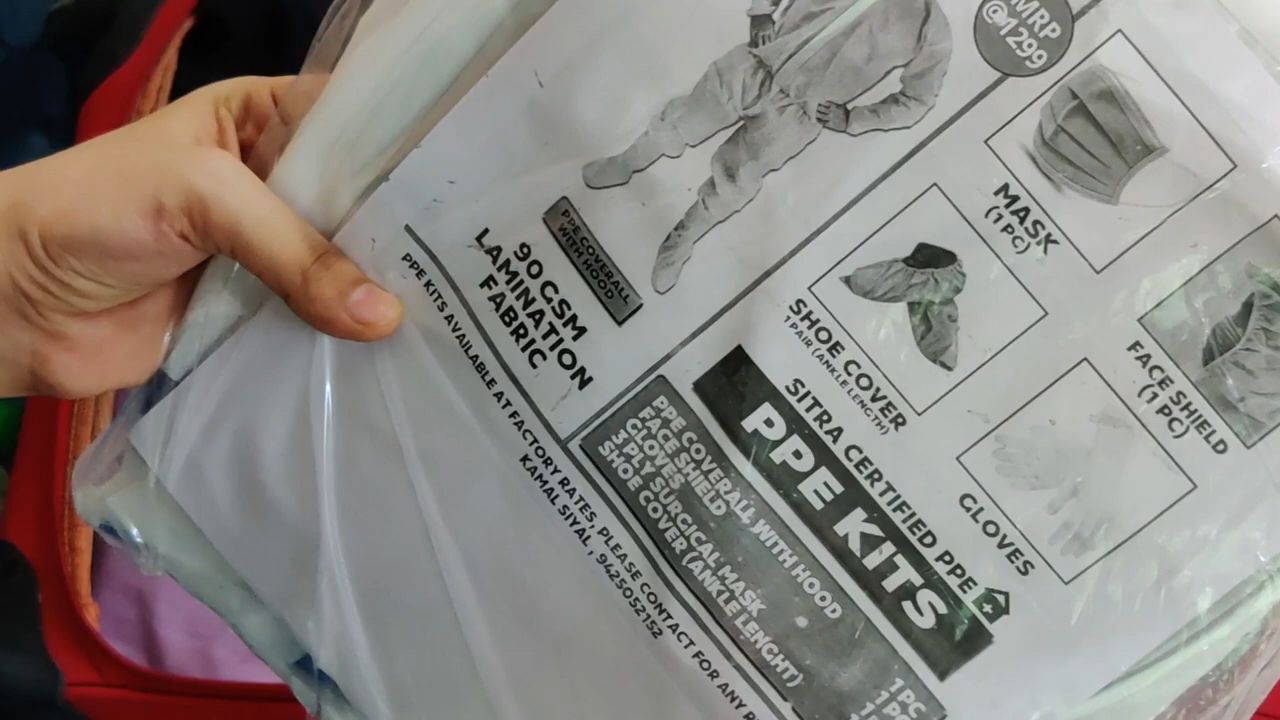 MRP
@1299
MASK
(1 PC)
SHOE COVER
1 PAIR (ANKLE LENGTH)
FACE SHIELD
(1 PC)
GLOVES
PPE COVERALL
WITH HOOD
90 GSM
LAMINATION
FABRIC
SITRA CERTIFIED PPE
PPE KITS
PPE COVERALL WITH HOOD
FACE SHIELD
GLOVES
3 PLY SURGICAL MASK
SHOE COVER (ANKLE LENGHT)
1 PC
PPE KITS AVAILABLE AT FACTORY RATES, PLEASE CONTACT FOR ANY
KAMAL SIYAL, 9425052152